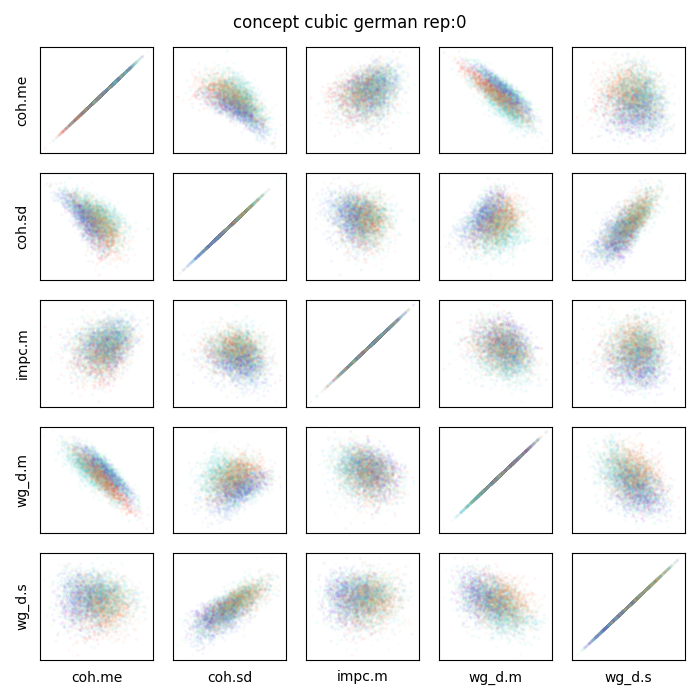 concept cubic german rep:0
coh.me
coh.sd
impc.m
wg_d.m
wg_d.s
coh.me
coh.sd
impc.m
wg_d.m
wg_d.s